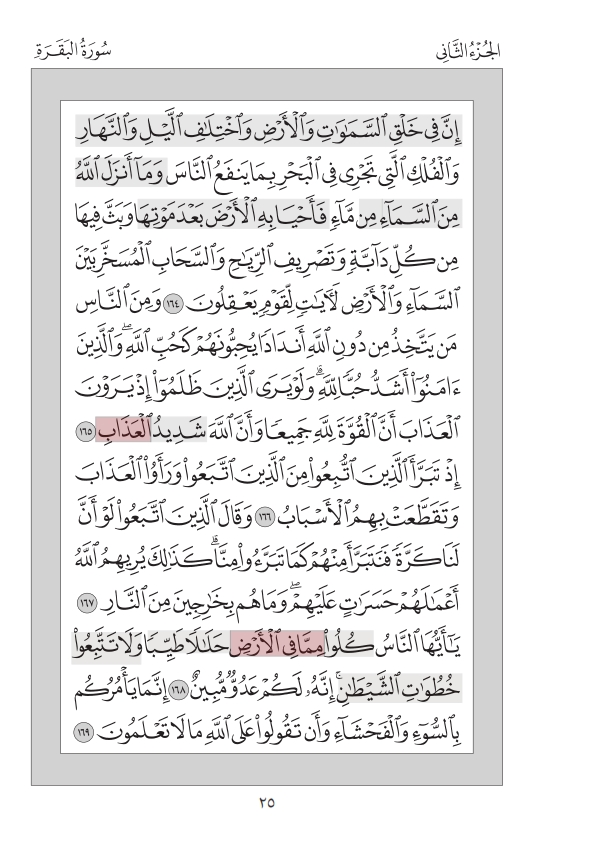 الجُزْءُ الثَّانِي
سُورَةُ البَقَرَةِ
إِنَّ فِي خَلْقِ ٱلسَّمَٰوَٰتِ وَٱلْأَرْضِ وَٱخْتِلَٰفِ ٱلَّيْلِ وَٱلنَّهَارِ
وَٱلْفُلْكِ ٱلَّتِي تَجْرِي فِي ٱلْبَحْرِ بِمَا يَنفَعُ ٱلنَّاسَ وَمَآ أَنزَلَ ٱللَّهُ
مِنَ ٱلسَّمَآءِ مِن مَّآءٖ فَأَحْيَا بِهِ ٱلْأَرْضَ بَعْدَ مَوْتِهَا وَبَثَّ فِيهَا
مِن كُلِّ دَآبَّةٖ وَتَصْرِيفِ ٱلرِّيَٰحِ وَٱلسَّحَابِ ٱلْمُسَخَّرِ بَيْنَ
ٱلسَّمَآءِ وَٱلْأَرْضِ لَأٓيَٰتٖ لِّقَوْمٖ يَعْقِلُونَ ١٦٤ وَمِنَ ٱلنَّاسِ
مَن يَتَّخِذُ مِن دُونِ ٱللَّهِ أَندَادٗا يُحِبُّونَهُمْ كَحُبِّ ٱللَّهِۖ وَٱلَّذِينَ
ءَامَنُوٓا۟ أَشَدُّ حُبّٗا لِّلَّهِۗ وَلَوْ يَرَى ٱلَّذِينَ ظَلَمُوٓا۟ إِذْ يَرَوْنَ
ٱلْعَذَابَ أَنَّ ٱلْقُوَّةَ لِلَّهِ جَمِيعٗا وَأَنَّ ٱللَّهَ شَدِيدُ ٱلْعَذَابِ ١٦٥
إِذْ تَبَرَّأَ ٱلَّذِينَ ٱتُّبِعُوا۟ مِنَ ٱلَّذِينَ ٱتَّبَعُوا۟ وَرَأَوُا۟ ٱلْعَذَابَ
وَتَقَطَّعَتْ بِهِمُ ٱلْأَسْبَابُ ١٦٦ وَقَالَ ٱلَّذِينَ ٱتَّبَعُوا۟ لَوْ أَنَّ
لَنَا كَرَّةٗ فَنَتَبَرَّأَ مِنْهُمْ كَمَا تَبَرَّءُوا۟ مِنَّاۗ كَذَٰلِكَ يُرِيهِمُ ٱللَّهُ
أَعْمَٰلَهُمْ حَسَرَٰتٍ عَلَيْهِمْۖ وَمَا هُم بِخَٰرِجِينَ مِنَ ٱلنَّارِ ١٦٧
يَٰٓأَيُّهَا ٱلنَّاسُ كُلُوا۟ مِمَّا فِي ٱلْأَرْضِ حَلَٰلٗا طَيِّبٗا وَلَا تَتَّبِعُوا۟
خُطُوَٰتِ ٱلشَّيْطَٰنِۚ إِنَّهُۥ لَكُمْ عَدُوّٞ مُّبِينٌ ١٦٨ إِنَّمَا يَأْمُرُكُم
بِٱلسُّوٓءِ وَٱلْفَحْشَآءِ وَأَن تَقُولُوا۟ عَلَى ٱللَّهِ مَا لَا تَعْلَمُونَ ١٦٩
٢٥